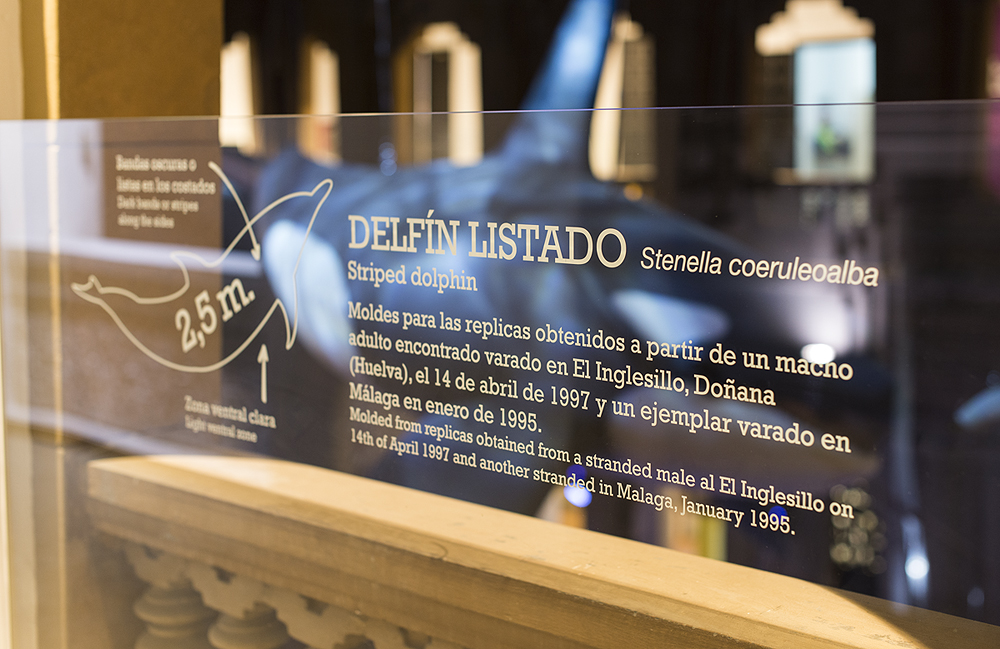 Bandas oscuras o
listas en los costados
Dark bands or stripes
along the sides
2,5 m.
Zona ventral clara
Light ventral zone
DELFÍN LISTADO Stenella coeruleoalba
Striped dolphin
Moldes para las replicas obtenidos a partir de un macho
adulto encontrado varado en El Inglesillo, Doñana
(Huelva), el 14 de abril de 1997 y un ejemplar varado en
Málaga en enero de 1995.
Molded from replicas obtained from a stranded male al El Inglesillo on
14th of April 1997 and another stranded in Malaga, January 1995.